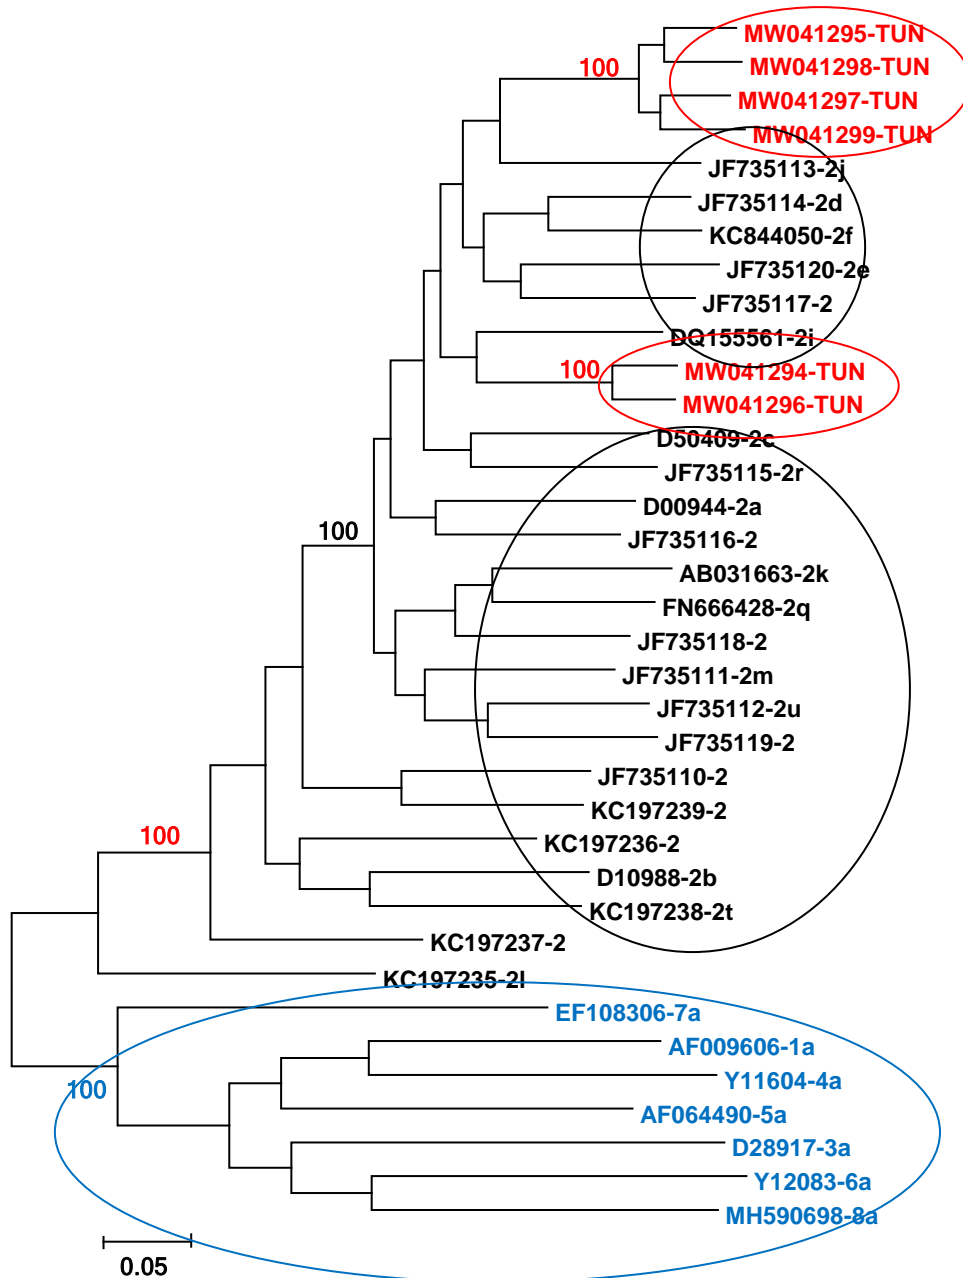 MW041295-TUN
100
MW041298-TUN
MW041297-TUN
MW041299-TUN
JF735113-2j
JF735114-2d
KC844050-2f
JF735120-2e
JF735117-2
DQ155561-2i
100
MW041294-TUN
MW041296-TUN
D50409-2c
JF735115-2r
D00944-2a
100
JF735116-2
AB031663-2k
FN666428-2q
JF735118-2
JF735111-2m
JF735112-2u
JF735119-2
JF735110-2
KC197239-2
100
KC197236-2
D10988-2b
KC197238-2t
KC197237-2
KC197235-2l
EF108306-7a
AF009606-1a
Y11604-4a
100
AF064490-5a
D28917-3a
Y12083-6a
MH590698-8a
0.05